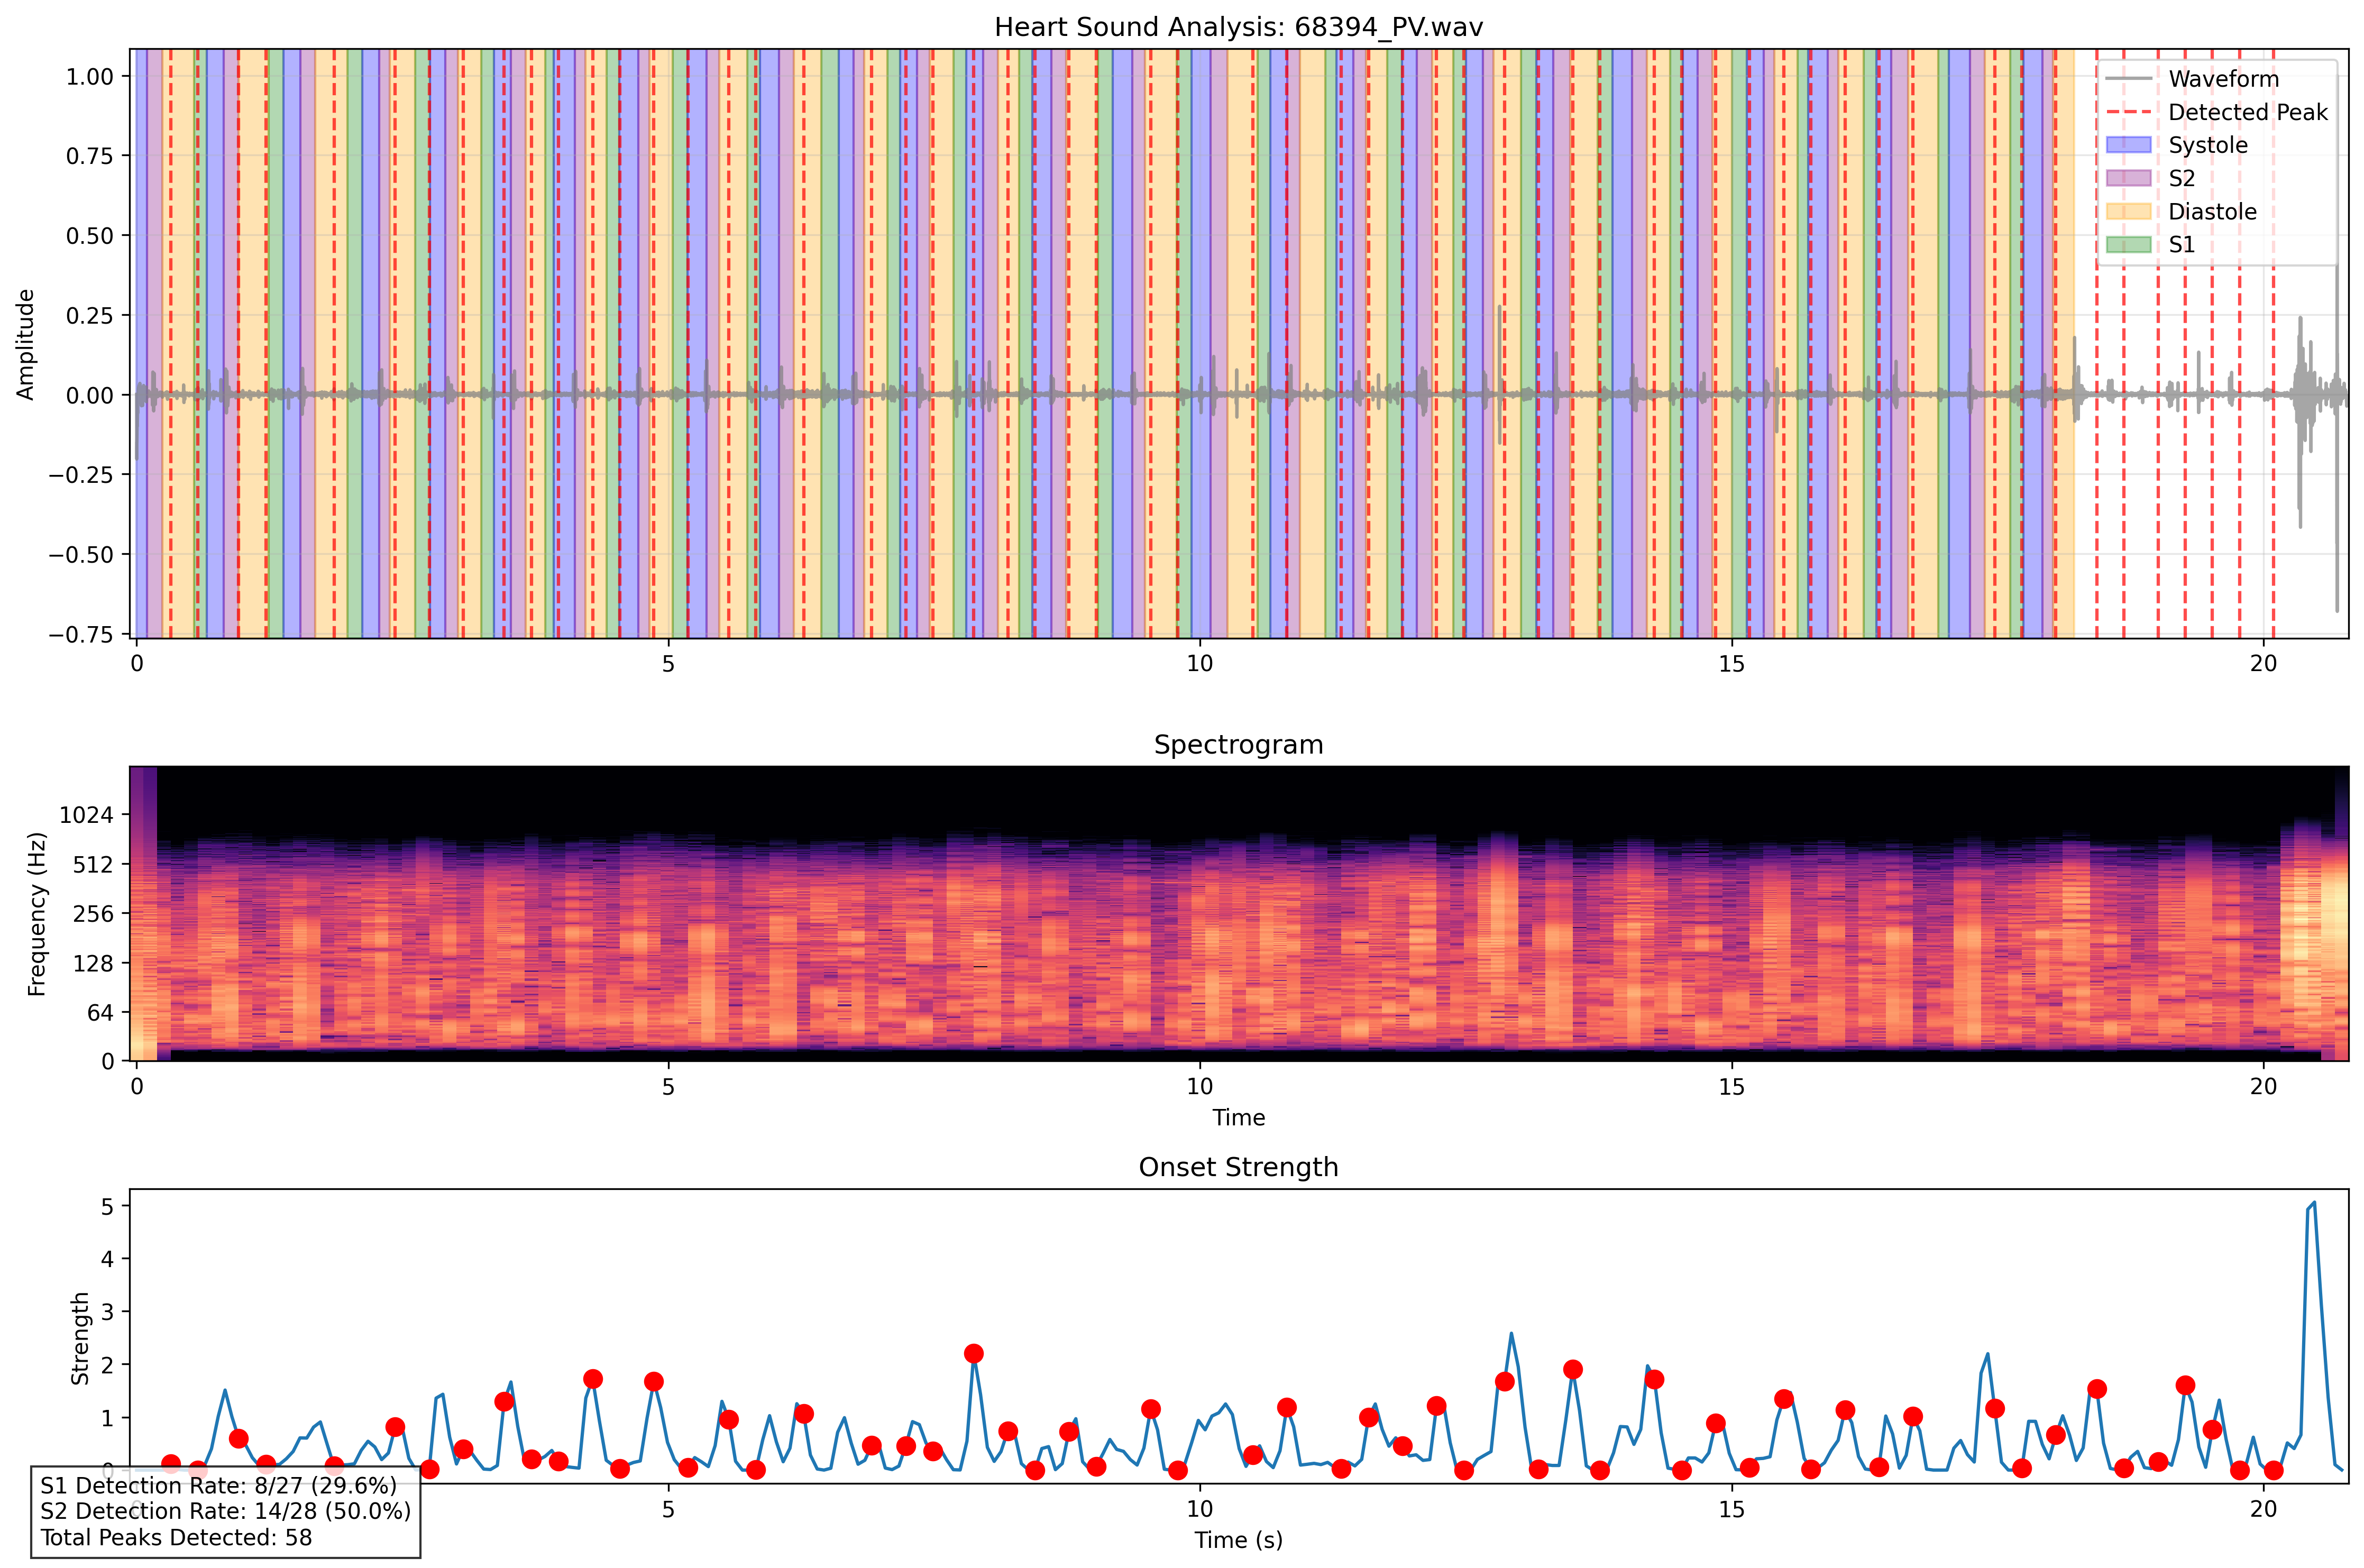 Heart Sound Analysis: 68394_PV.wav
Amplitude
1.00
0.75
0.50
0.25
0.00
−0.25
−0.50
−0.75
0
5
10
15
20
Waveform
Detected Peak
Systole
S2
Diastole
S1
Spectrogram
Frequency (Hz)
1024
512
256
128
64
0
0
5
10
15
20
Time
Onset Strength
Strength
5
4
3
2
1
0
0
5
10
15
20
Time (s)
S1 Detection Rate: 8/27 (29.6%)
S2 Detection Rate: 14/28 (50.0%)
Total Peaks Detected: 58